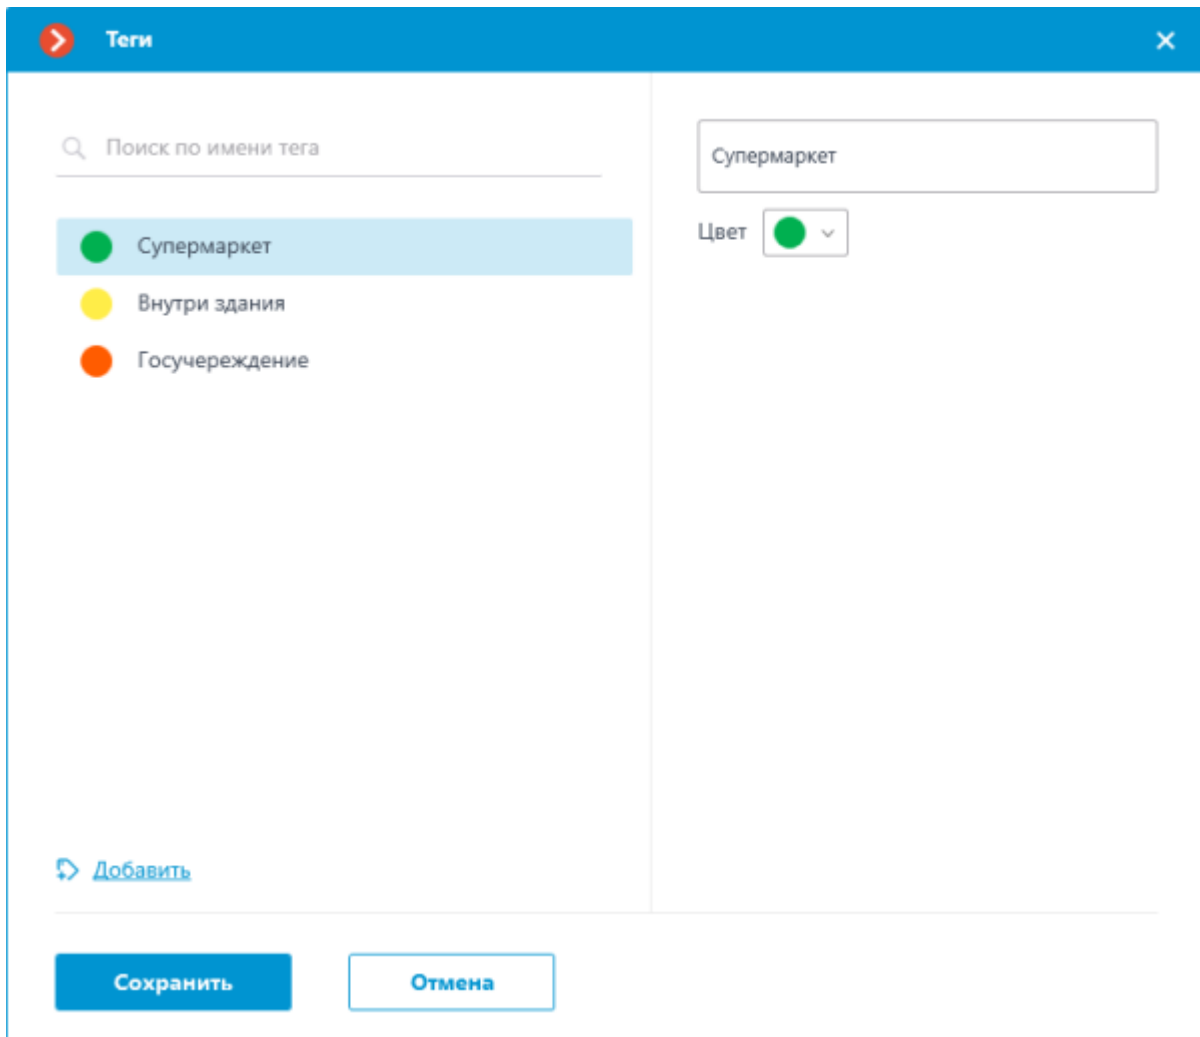 Теги
Поиск по имени тега
Супермаркет
Внутри здания
Госучереждение
Супермаркет
Цвет
Добавить
Сохранить
Отмена